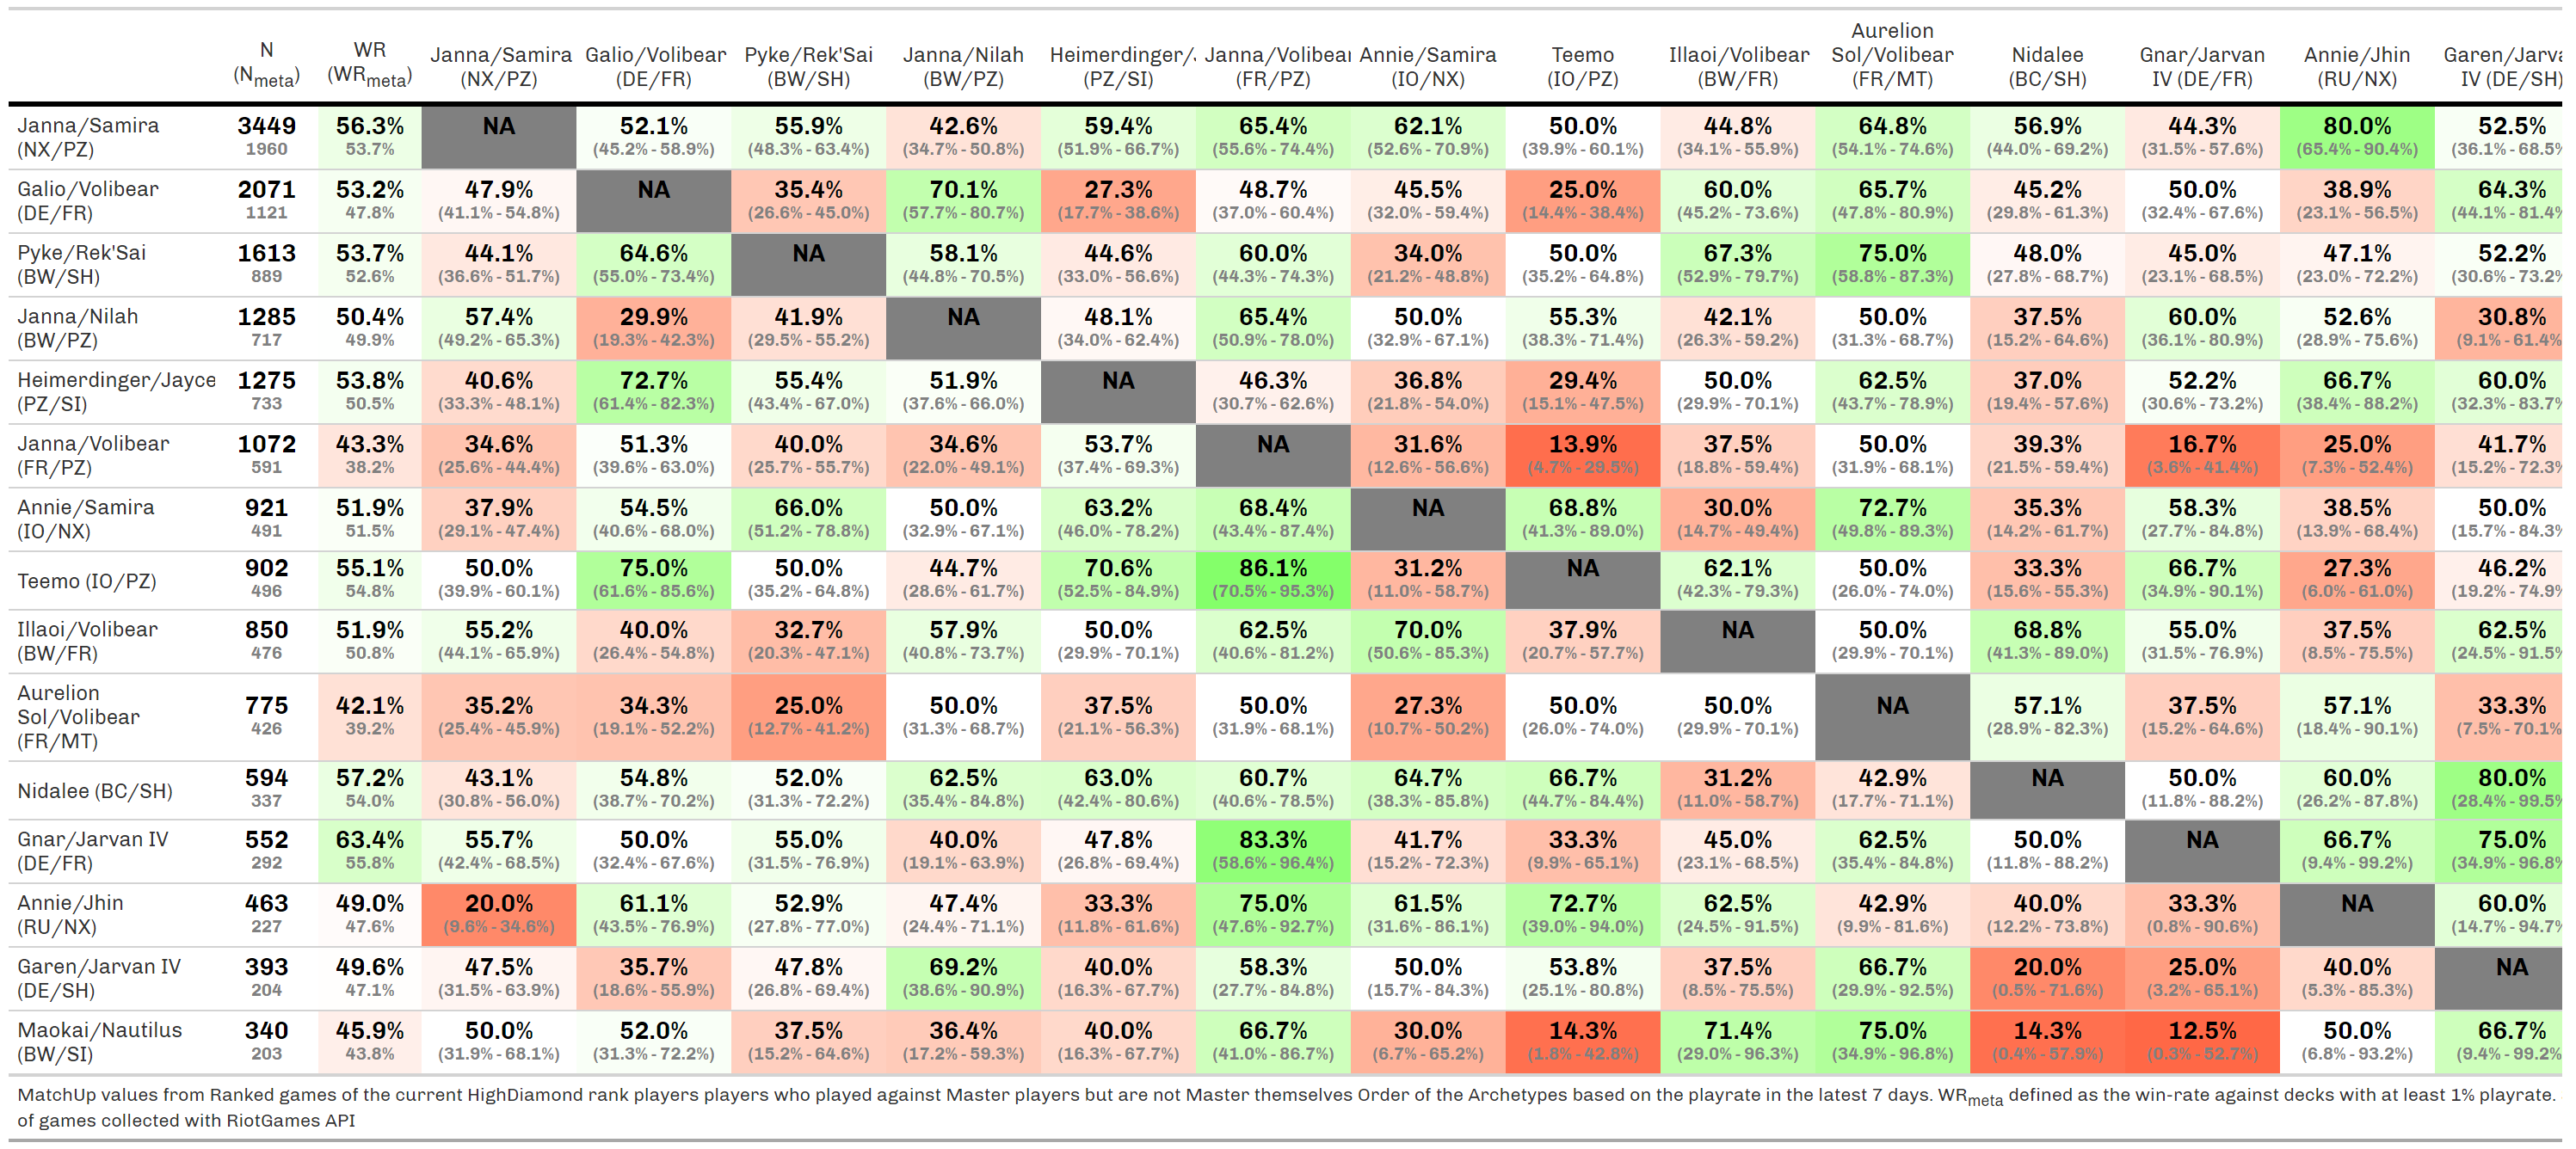 N (N_meta) WR (WR_meta) Janna/Samira (NX/PZ) Galio/Volibear (DE/FR) Pyke/Rek'Sai (BW/SH) Janna/Nilah (BW/PZ) Heimerdinger/J (PZ/SI) Janna/Volibear (FR/PZ) Annie/Samira (IO/NX) Teemo (IO/PZ) Illaoi/Volibear (BW/FR) Aurelion Sol/Volibear (FR/MT) Nidalee (BC/SH) Gnar/Jarvan IV (DE/FR) Annie/Jhin (RU/NX) Garen/Jarva IV (DE/SH)
Janna/Samira 3449 56.3% NA 52.1% 55.9% 42.6% 59.4% 65.4% 62.1% 50.0% 44.8% 64.8% 56.9% 44.3% 80.0% 52.5%
(NX/PZ) 1960 53.7% (45.2% - 58.9%) (48.3% - 63.4%) (34.7% - 50.8%) (51.9% - 66.7%) (55.6% - 74.4%) (52.6% - 70.9%) (39.9% - 60.1%) (34.1% - 55.9%) (54.1% - 74.6%) (44.0% - 69.2%) (31.5% - 57.6%) (65.4% - 90.4%) (36.1% - 68.5%
Galio/Volibear 2071 53.2% 47.9% NA 35.4% 70.1% 27.3% 48.7% 45.5% 25.0% 60.0% 65.7% 45.2% 50.0% 38.9% 64.3%
(DE/FR) 1121 47.8% (41.1% - 54.8%) (26.6% - 45.0%) (57.7% - 80.7%) (17.7% - 38.6%) (37.0% - 60.4%) (32.0% - 59.4%) (14.4% - 38.4%) (45.2% - 73.6%) (47.8% - 80.9%) (29.8% - 61.3%) (32.4% - 67.6%) (23.1% - 56.5%) (44.1% - 81.4%
Pyke/Rek'Sai 1613 53.7% 44.1% 64.6% NA 58.1% 44.6% 60.0% 34.0% 50.0% 67.3% 75.0% 48.0% 45.0% 47.1% 52.2%
(BW/SH) 889 52.6% (36.6% - 51.7%) (55.0% - 73.4%) (44.8% - 70.5%) (33.0% - 56.6%) (44.3% - 74.3%) (21.2% - 48.8%) (35.2% - 64.8%) (52.9% - 79.7%) (58.8% - 87.3%) (27.8% - 68.7%) (23.1% - 68.5%) (23.0% - 72.2%) (30.6% - 73.2%
Janna/Nilah 1285 50.4% 57.4% 29.9% 41.9% NA 48.1% 65.4% 50.0% 55.3% 42.1% 50.0% 37.5% 60.0% 52.6% 30.8%
(BW/PZ) 717 49.9% (49.2% - 65.3%) (19.3% - 42.3%) (29.5% - 55.2%) (34.0% - 62.4%) (50.9% - 78.0%) (32.9% - 67.1%) (38.3% - 71.4%) (26.3% - 59.2%) (31.3% - 68.7%) (15.2% - 64.6%) (36.1% - 80.9%) (28.9% - 75.6%) (9.1% - 61.4%
Heimerdinger/Jayce 1275 53.8% 40.6% 72.7% 55.4% 51.9% NA 46.3% 36.8% 29.4% 50.0% 62.5% 37.0% 52.2% 66.7% 60.0%
(PZ/SI) 733 50.5% (33.3% - 48.1%) (61.4% - 82.3%) (43.4% - 67.0%) (37.6% - 66.0%) (30.7% - 62.6%) (21.8% - 54.0%) (15.1% - 47.5%) (29.9% - 70.1%) (43.7% - 78.9%) (19.4% - 57.6%) (30.6% - 73.2%) (38.4% - 88.2%) (32.3% - 83.7%
Janna/Volibear 1072 43.3% 34.6% 51.3% 40.0% 34.6% 53.7% NA 31.6% 13.9% 37.5% 50.0% 39.3% 16.7% 25.0% 41.7%
(FR/PZ) 591 38.2% (25.6% - 44.4%) (39.6% - 63.0%) (25.7% - 55.7%) (22.0% - 49.1%) (37.4% - 69.3%) (12.6% - 56.6%) (4.7% - 29.5%) (18.8% - 59.4%) (31.9% - 68.1%) (21.5% - 59.4%) (3.6% - 41.4%) (7.3% - 52.4%) (15.2% - 72.3%
Annie/Samira 921 51.9% 37.9% 54.5% 66.0% 50.0% 63.2% 68.4% NA 68.8% 30.0% 72.7% 35.3% 58.3% 38.5% 50.0%
(IO/NX) 491 51.5% (29.1% - 47.4%) (40.6% - 68.0%) (51.2% - 78.8%) (32.9% - 67.1%) (46.0% - 78.2%) (43.4% - 87.4%) (41.3% - 89.0%) (14.7% - 49.4%) (49.8% - 89.3%) (14.2% - 61.7%) (27.7% - 84.8%) (13.9% - 68.4%) (15.7% - 84.3%
Teemo (IO/PZ) 902 55.1% 50.0% 75.0% 50.0% 44.7% 70.6% 86.1% 31.2% NA 62.1% 50.0% 33.3% 66.7% 27.3% 46.2%
496 54.8% (39.9% - 60.1%) (61.6% - 85.6%) (35.2% - 64.8%) (28.6% - 61.7%) (52.5% - 84.9%) (70.5% - 95.3%) (11.0% - 58.7%) (42.3% - 79.3%) (26.0% - 74.0%) (15.6% - 55.3%) (34.9% - 90.1%) (6.0% - 61.0%) (19.2% - 74.9%
Illaoi/Volibear 850 51.9% 55.2% 40.0% 32.7% 57.9% 50.0% 62.5% 70.0% 37.9% NA 50.0% 68.8% 55.0% 37.5% 62.5%
(BW/FR) 476 50.8% (44.1% - 65.9%) (26.4% - 54.8%) (20.3% - 47.1%) (40.8% - 73.7%) (29.9% - 70.1%) (40.6% - 81.2%) (50.6% - 85.3%) (20.7% - 57.7%) (29.9% - 70.1%) (41.3% - 89.0%) (31.5% - 76.9%) (8.5% - 75.5%) (24.5% - 91.5%
Aurelion
Sol/Volibear 775 42.1% 35.2% 34.3% 25.0% 50.0% 37.5% 50.0% 27.3% 50.0% 50.0% NA 57.1% 37.5% 57.1% 33.3%
(FR/MT) 426 39.2% (25.4% - 45.9%) (19.1% - 52.2%) (12.7% - 41.2%) (31.3% - 68.7%) (21.1% - 56.3%) (31.9% - 68.1%) (10.7% - 50.2%) (26.0% - 74.0%) (29.9% - 70.1%) (28.9% - 82.3%) (15.2% - 64.6%) (18.4% - 90.1%) (7.5% - 70.1%
Nidalee (BC/SH) 594 57.2% 43.1% 54.8% 52.0% 62.5% 63.0% 60.7% 64.7% 66.7% 31.2% 42.9% NA 50.0% 60.0% 80.0%
337 54.0% (30.8% - 56.0%) (38.7% - 70.2%) (31.3% - 72.2%) (35.4% - 84.8%) (42.4% - 80.6%) (40.6% - 78.5%) (38.3% - 85.8%) (44.7% - 84.4%) (11.0% - 58.7%) (17.7% - 71.1%) (11.8% - 88.2%) (26.2% - 87.8%) (28.4% - 99.5%
Gnar/Jarvan IV 552 63.4% 55.7% 50.0% 55.0% 40.0% 47.8% 83.3% 41.7% 33.3% 45.0% 62.5% 50.0% NA 66.7% 75.0%
(DE/FR) 292 55.8% (42.4% - 68.5%) (32.4% - 67.6%) (31.5% - 76.9%) (19.1% - 63.9%) (26.8% - 69.4%) (58.6% - 96.4%) (15.2% - 72.3%) (9.9% - 65.1%) (23.1% - 68.5%) (35.4% - 84.8%) (11.8% - 88.2%) (9.4% - 99.2%) (34.9% - 96.8%
Annie/Jhin 463 49.0% 20.0% 61.1% 52.9% 47.4% 33.3% 75.0% 61.5% 72.7% 62.5% 42.9% 40.0% 33.3% NA 60.0%
(RU/NX) 227 47.6% (9.6% - 34.6%) (43.5% - 76.9%) (27.8% - 77.0%) (24.4% - 71.1%) (11.8% - 61.6%) (47.6% - 92.7%) (31.6% - 86.1%) (39.0% - 94.0%) (24.5% - 91.5%) (9.9% - 81.6%) (12.2% - 73.8%) (0.8% - 90.6%) (14.7% - 94.7%
Garen/Jarvan IV 393 49.6% 47.5% 35.7% 47.8% 69.2% 40.0% 58.3% 50.0% 53.8% 37.5% 66.7% 20.0% 25.0% 40.0% NA
(DE/SH) 204 47.1% (31.5% - 63.9%) (18.6% - 55.9%) (26.8% - 69.4%) (38.6% - 90.9%) (16.3% - 67.7%) (27.7% - 84.8%) (15.7% - 84.3%) (25.1% - 80.8%) (8.5% - 75.5%) (29.9% - 92.5%) (0.5% - 71.6%) (3.2% - 65.1%) (5.3% - 85.3%)
Maokai/Nautilus 340 45.9% 50.0% 52.0% 37.5% 36.4% 40.0% 66.7% 30.0% 14.3% 71.4% 75.0% 14.3% 12.5% 50.0% 66.7%
(BW/SI) 203 43.8% (31.9% - 68.1%) (31.3% - 72.2%) (15.2% - 64.6%) (17.2% - 59.3%) (16.3% - 67.7%) (41.0% - 86.7%) (6.7% - 65.2%) (1.8% - 42.8%) (29.0% - 96.3%) (34.9% - 96.8%) (0.4% - 57.9%) (0.3% - 52.7%) (6.8% - 93.2%) (9.4% - 99.2%
MatchUp values from Ranked games of the current HighDiamond rank players players who played against Master players but are not Master themselves Order of the Archetypes based on the playrate in the latest 7 days. WR_meta defined as the win-rate against decks with at least 1% playrate.
of games collected with RiotGames API